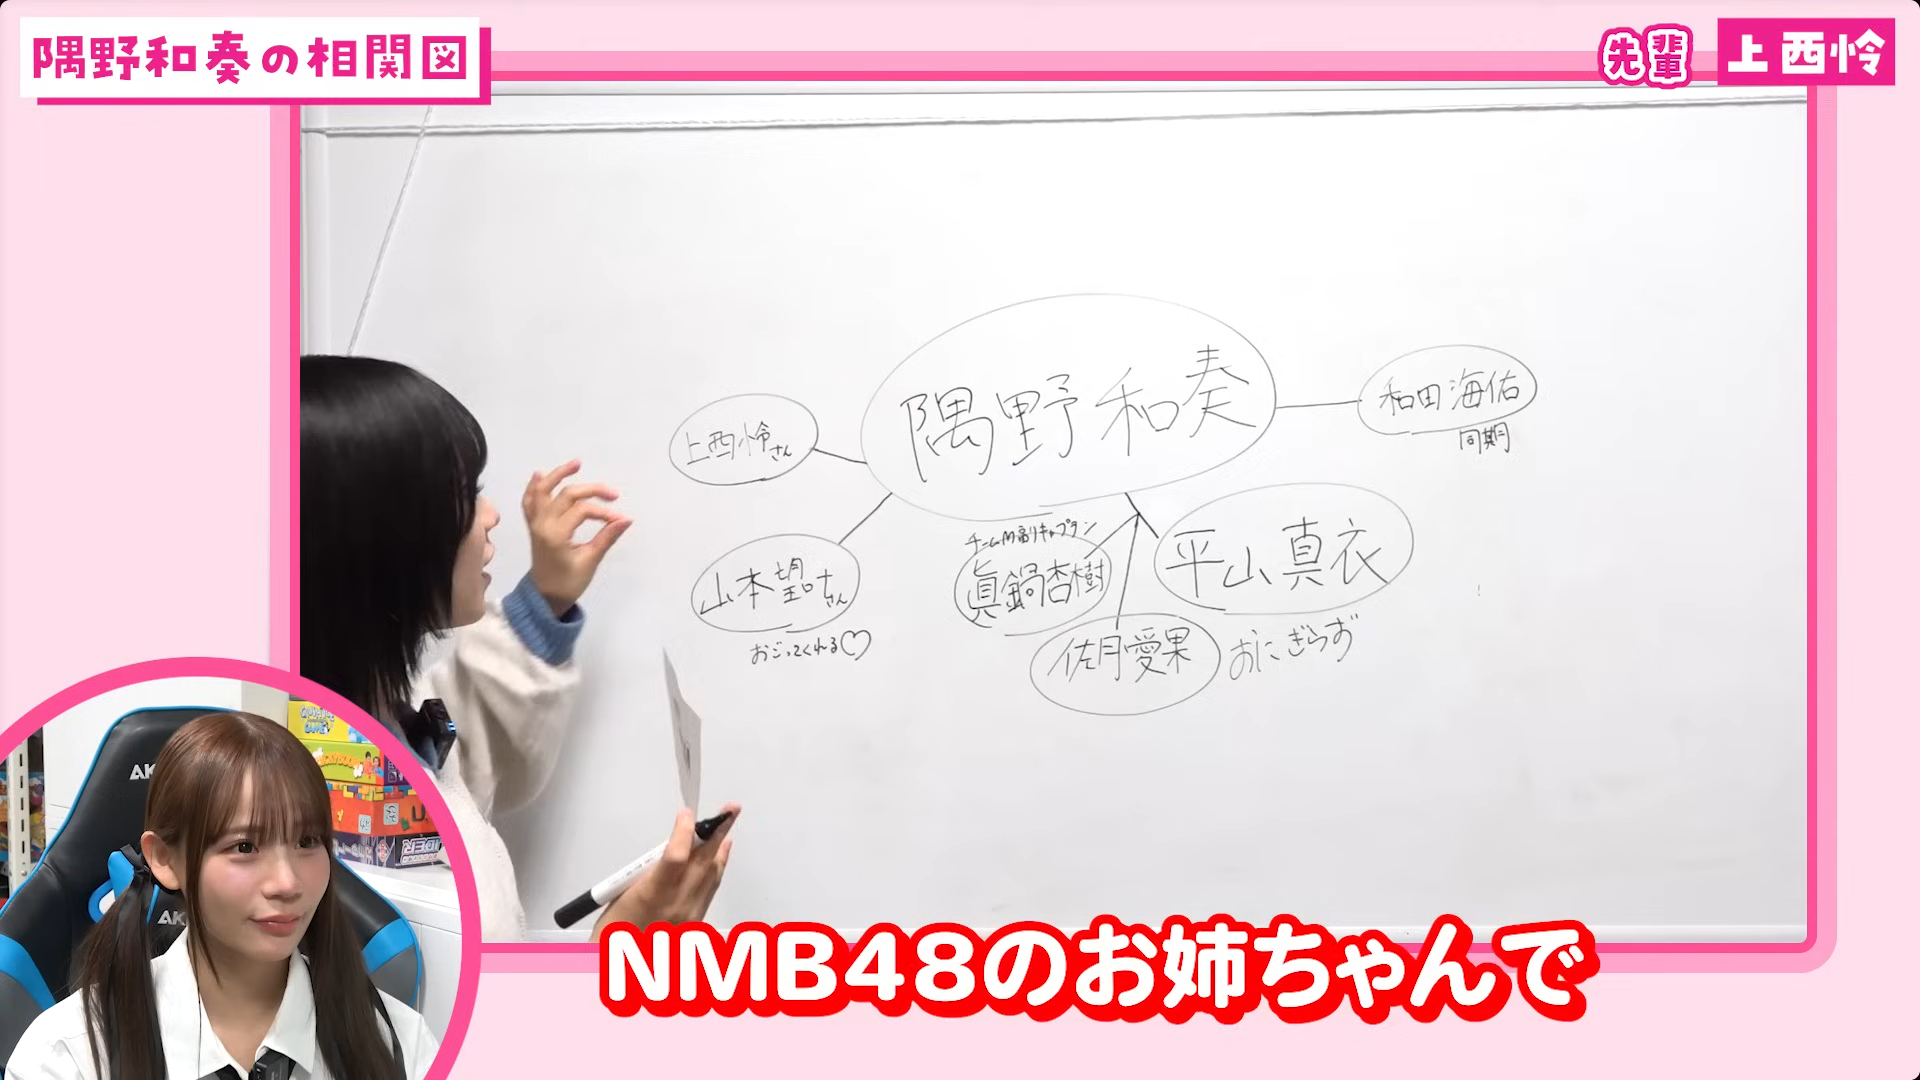 隅野和奏の相関図
先輩 上西怜
隅野和奏
上西怜さん
和田海佑
同期
チームM副キャプテン
眞鍋杏樹
平山真衣
山本望叶さん
おごってくれる♡
佐月愛果
おにぎらず
NMB48のお姉ちゃんで